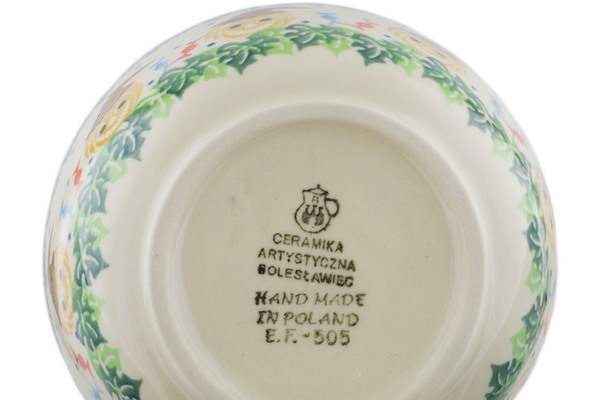 CERAMIKA
ARTYSTYCZNA
BOLESŁAWIEC
HAND MADE
IN POLAND
E.F.-505